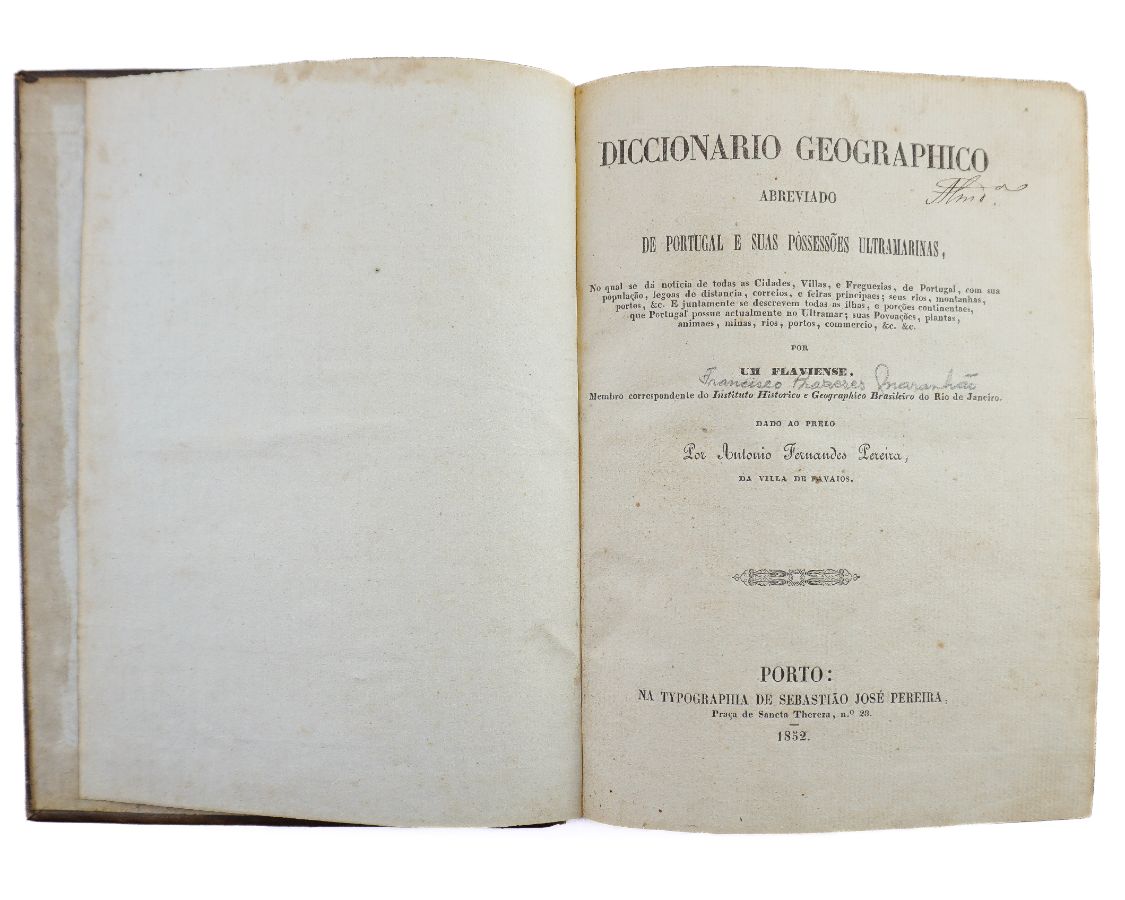 DICCIONARIO GEOGRAPHICO
ABREVIADO
DE PORTUGAL E SUAS POSSESSÕES ULTRAMARINAS,
No qual se dá noticia de todas as Cidades, Villas, e Freguezias, de Portugal, com sua
população, legoas de distancia, correios, e feiras principaes; seus rios, montanhas,
portos, &c. E juntamente se descrevem todas as ilhas, e porções continentaes,
que Portugal possue actualmente no Ultramar; suas Povoações, plantas,
animaes, minas, rios, portos, commercio, &c. &c.
POR
UM FLAVIENSE,
Francisco Prazeres Maranhão
Membro correspondente do Instituto Historico e Geographico Brasileiro do Rio de Janeiro.
DADO AO PRELO
Por Antonio Fernandes Pereira,
DA VILLA DE FAVAIOS.
PORTO:
NA TYPOGRAPHIA DE SEBASTIÃO JOSÉ PEREIRA,
Praça de Sancta Thereza, n.º 28.
1852.